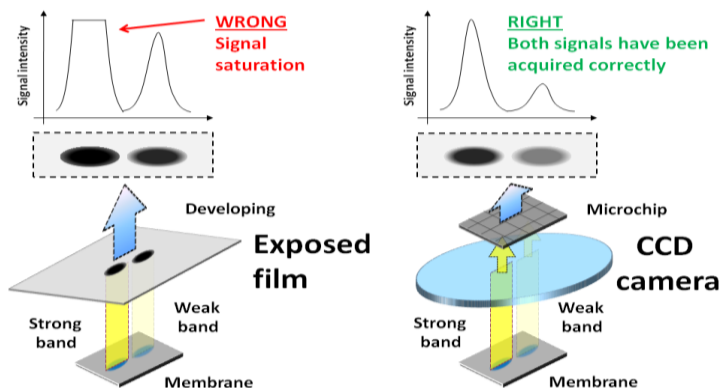 Signal intensity
WRONG
Signal
saturation
Developing
Exposed
film
Strong
band
Weak
band
Membrane
Signal intensity
RIGHT
Both signals have been
acquired correctly
Microchip
CCD
camera
Strong
band
Weak
band
Membrane